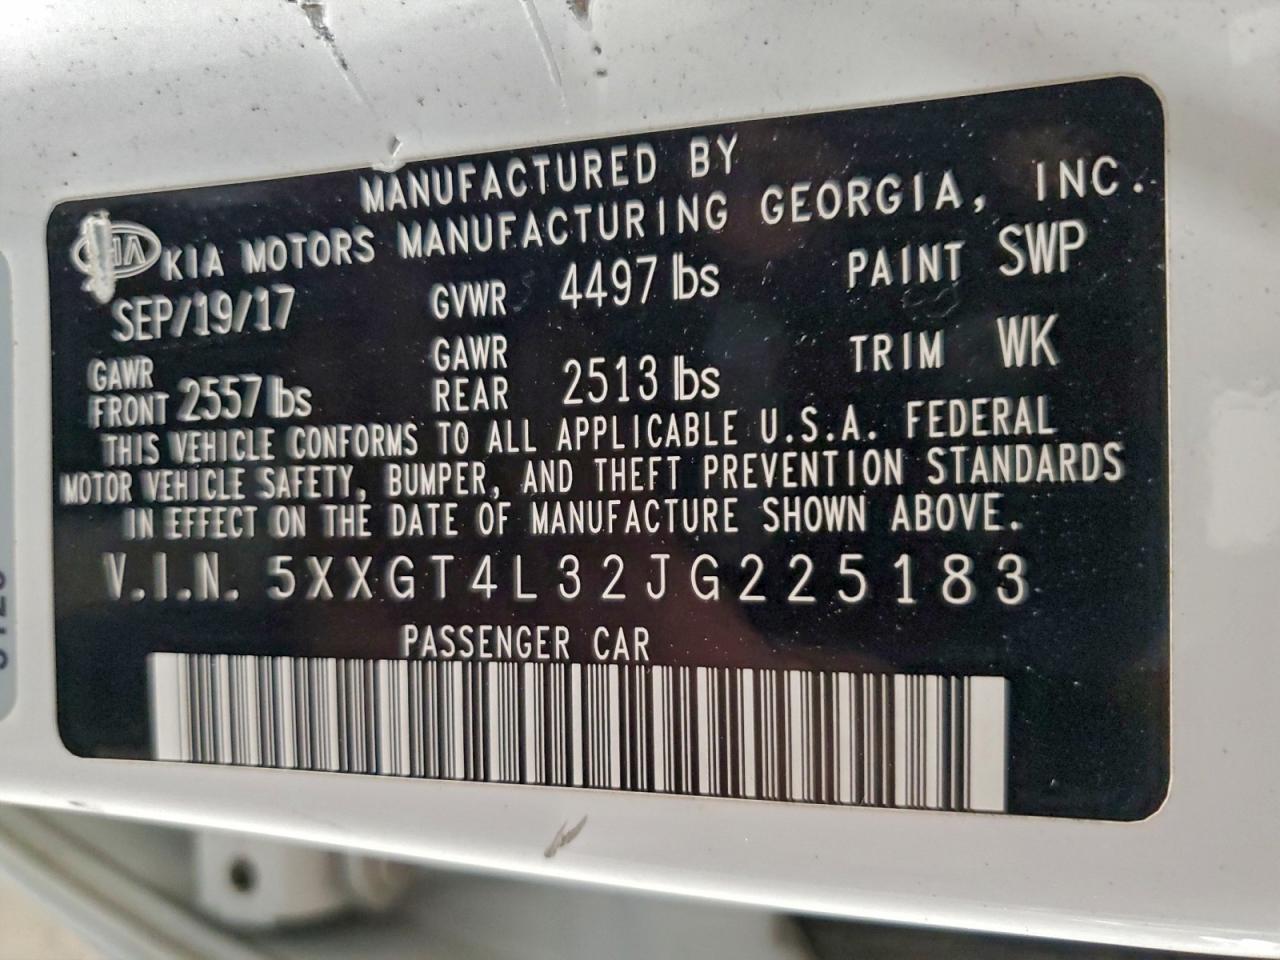 MANUFACTURED BY
KIA KIA MOTORS MANUFACTURING GEORGIA, INC.
SEP/19/17 GVWR 4497 lbs PAINT SWP
GAWR FRONT 2557 lbs GAWR REAR 2513 lbs TRIM WK
THIS VEHICLE CONFORMS TO ALL APPLICABLE U.S.A. FEDERAL
MOTOR VEHICLE SAFETY, BUMPER, AND THEFT PREVENTION STANDARDS
IN EFFECT ON THE DATE OF MANUFACTURE SHOWN ABOVE.
V.I.N. 5XXGT4L32JG225183
PASSENGER CAR